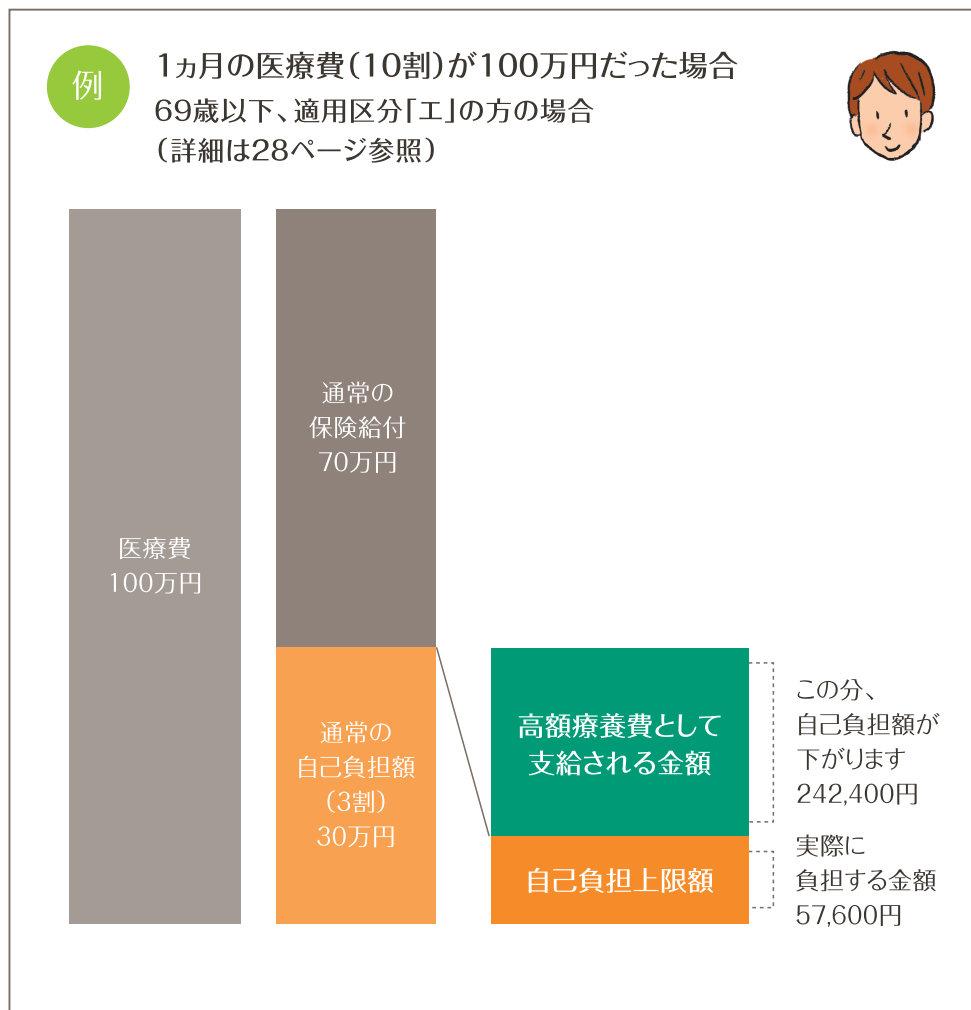 例
1ヵ月の医療費(10割)が100万円だった場合
69歳以下、適用区分「エ」の方の場合
(詳細は28ページ参照)
医療費
100万円
通常の
保険給付
70万円
通常の
自己負担額
(3割)
30万円
高額療養費として
支給される金額
自己負担上限額
この分、
自己負担額が
下がります
242,400円
実際に
負担する金額
57,600円